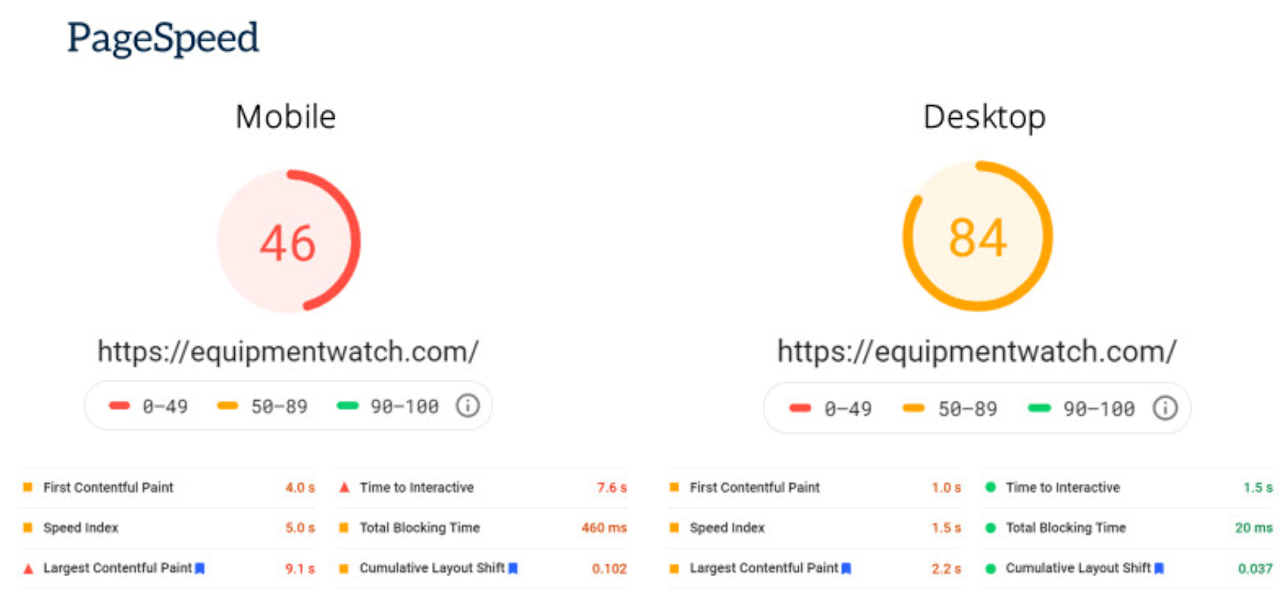 PageSpeed
Mobile
46
https://equipmentwatch.com/
0–49 50–89 90–100
First Contentful Paint 4.0 s
Speed Index 5.0 s
Largest Contentful Paint 9.1 s
Time to Interactive 7.6 s
Total Blocking Time 460 ms
Cumulative Layout Shift 0.102
Desktop
84
https://equipmentwatch.com/
0–49 50–89 90–100
First Contentful Paint 1.0 s
Speed Index 1.5 s
Largest Contentful Paint 2.2 s
Time to Interactive 1.5 s
Total Blocking Time 20 ms
Cumulative Layout Shift 0.037